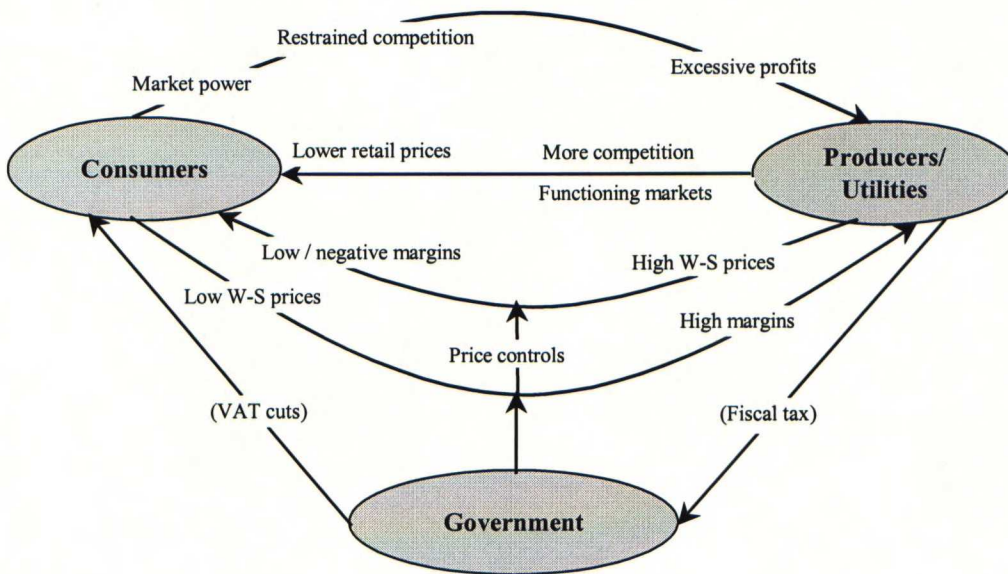 Restrained competition
Market power
Excessive profits
Consumers
Lower retail prices
More competition
Functioning markets
Producers/
Utilities
Low / negative margins
High W-S prices
Low W-S prices
High margins
Price controls
(VAT cuts)
(Fiscal tax)
Government